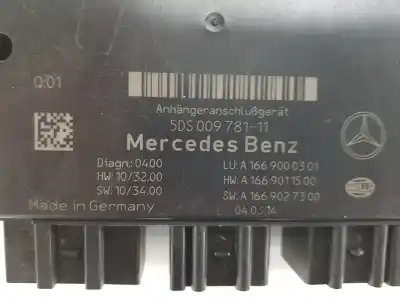 Q:01
Anhängeranschlußgerät
5DS 009 781-11
Mercedes Benz
Diagn.:0400
HW: 10/32.00
SW: 10/34.00
LU: A 166 900 03 01
HW: A 166 901 15 00
SW: A 166 902 73 00
Made in Germany
04.03.14